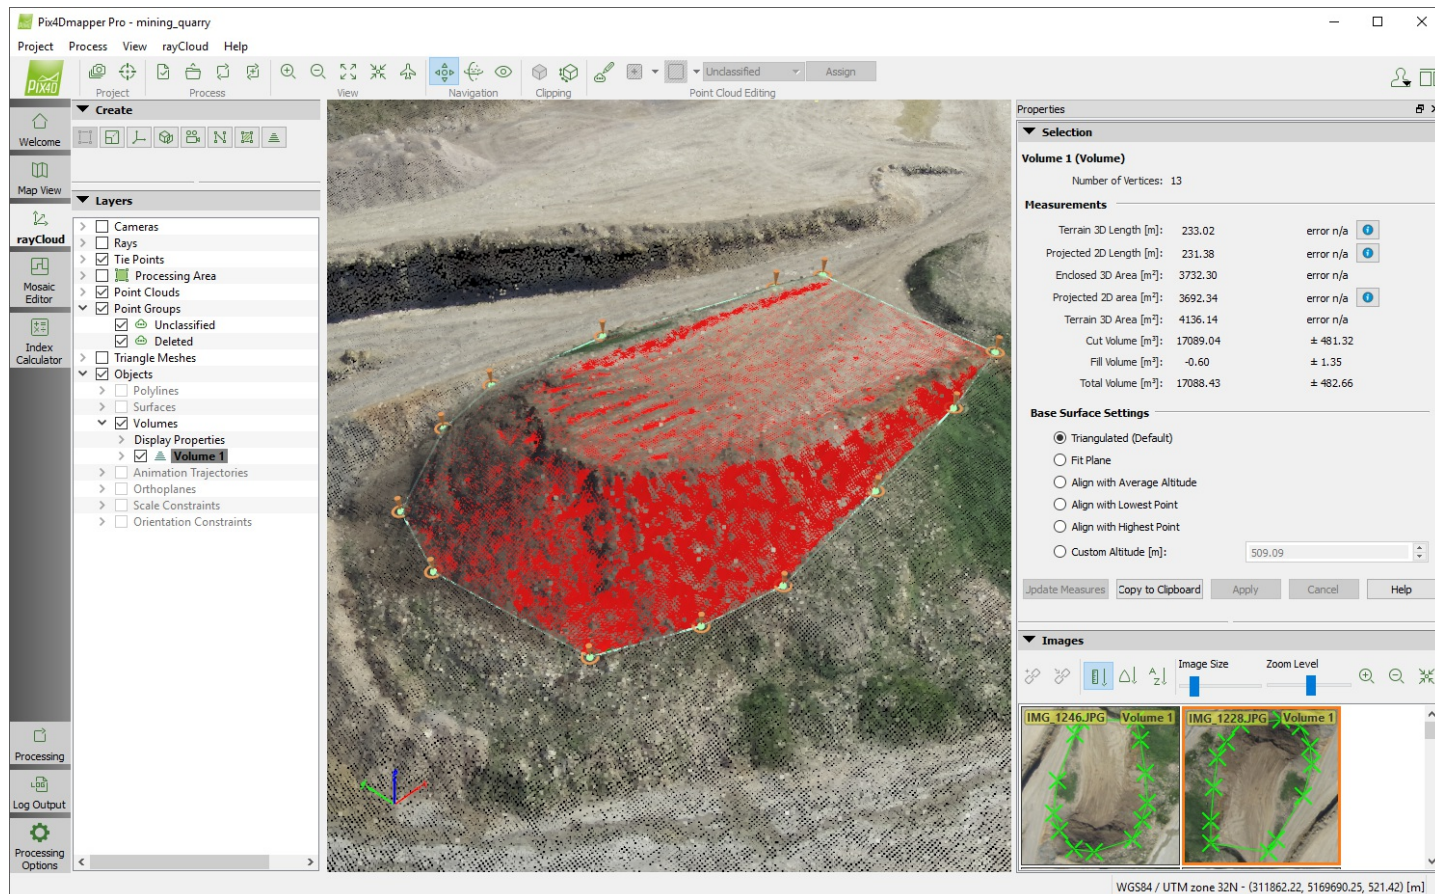 Pix4Dmapper Pro - mining_quarry
Project Process View rayCloud Help
PIX4D
Project Process View Navigation Clipping Point Cloud Editing
Unclassified Assign
Welcome
Map View
rayCloud
Mosaic
Editor
Index
Calculator
Processing
Log Output
Processing
Options
Create
Layers
Cameras
Rays
Tie Points
Processing Area
Point Clouds
Point Groups
Unclassified
Deleted
Triangle Meshes
Objects
Polylines
Surfaces
Volumes
Display Properties
Volume 1
Animation Trajectories
Orthoplanes
Scale Constraints
Orientation Constraints
Properties
Selection
Volume 1 (Volume)
Number of Vertices: 13
Measurements
Terrain 3D Length [m]: 233.02 error n/a
Projected 2D Length [m]: 231.38 error n/a
Enclosed 3D Area [m²]: 3732.30 error n/a
Projected 2D area [m²]: 3692.34 error n/a
Terrain 3D Area [m²]: 4136.14 error n/a
Cut Volume [m³]: 17089.04 ± 481.32
Fill Volume [m³]: -0.60 ± 1.35
Total Volume [m³]: 17088.43 ± 482.66
Base Surface Settings
Triangulated (Default)
Fit Plane
Align with Average Altitude
Align with Lowest Point
Align with Highest Point
Custom Altitude [m]: 509.09
Update Measures Copy to Clipboard Apply Cancel Help
Images
Image Size Zoom Level
IMG_1246.JPG Volume 1
IMG_1228.JPG Volume 1
WGS84 / UTM zone 32N - (311862.22, 5169690.25, 521.42) [m]